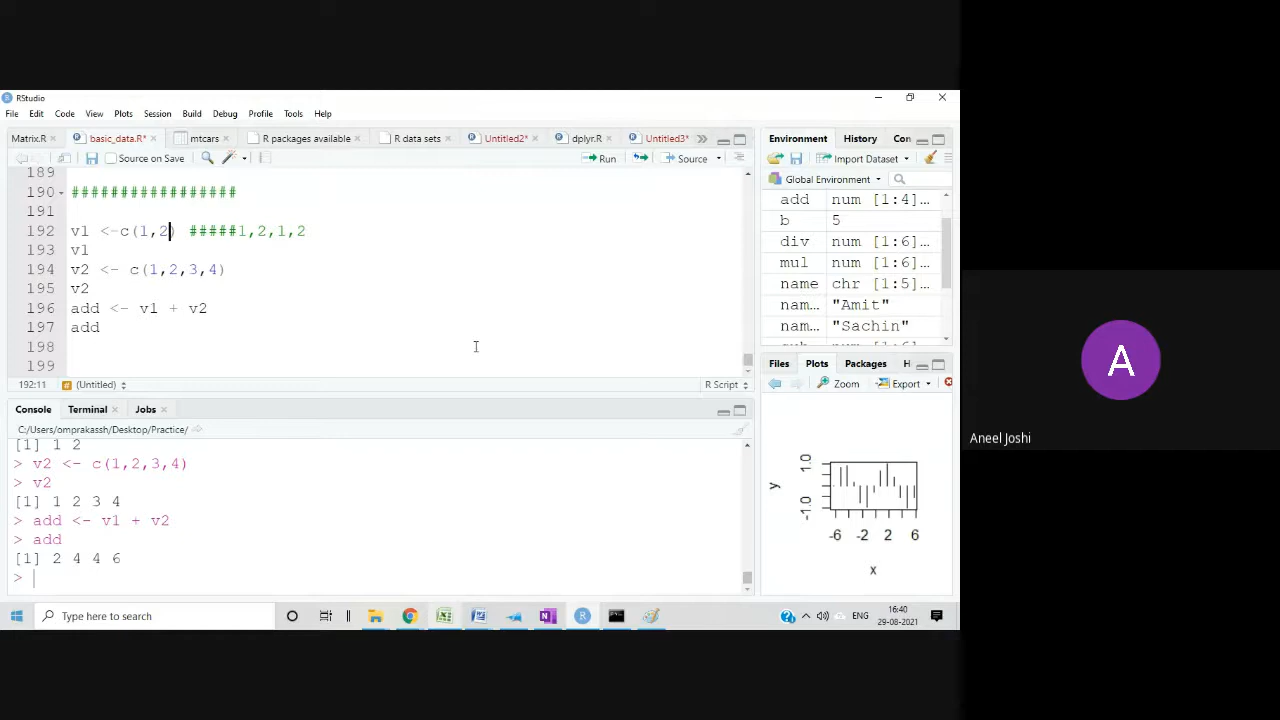 RStudio
File Edit Code View Plots Session Build Debug Profile Tools Help
Matrix.R basic_data.R* mtcars R packages available R data sets Untitled2* dplyr.R Untitled3*
Source on Save Run Source
189
190 #################
191
192 v1 <-c(1,2) #####1,2,1,2
193 v1
194 v2 <- c(1,2,3,4)
195 v2
196 add <- v1 + v2
197 add
198
199
192:11 # (Untitled) R Script
Console Terminal Jobs
C:/Users/omprakassh/Desktop/Practice/
[1] 1 2
> v2 <- c(1,2,3,4)
> v2
[1] 1 2 3 4
> add <- v1 + v2
> add
[1] 2 4 4 6
>
Environment History Con
Import Dataset
Global Environment
add num [1:4]…
b 5
div num [1:6]…
mul num [1:6]…
name chr [1:5]…
nam… "Amit"
nam… "Sachin"
Files Plots Packages H
Zoom Export
y
1.0
-1.0
-6 -2 2 6
x
Type here to search
ENG
16:40
29-08-2021
A
Aneel Joshi